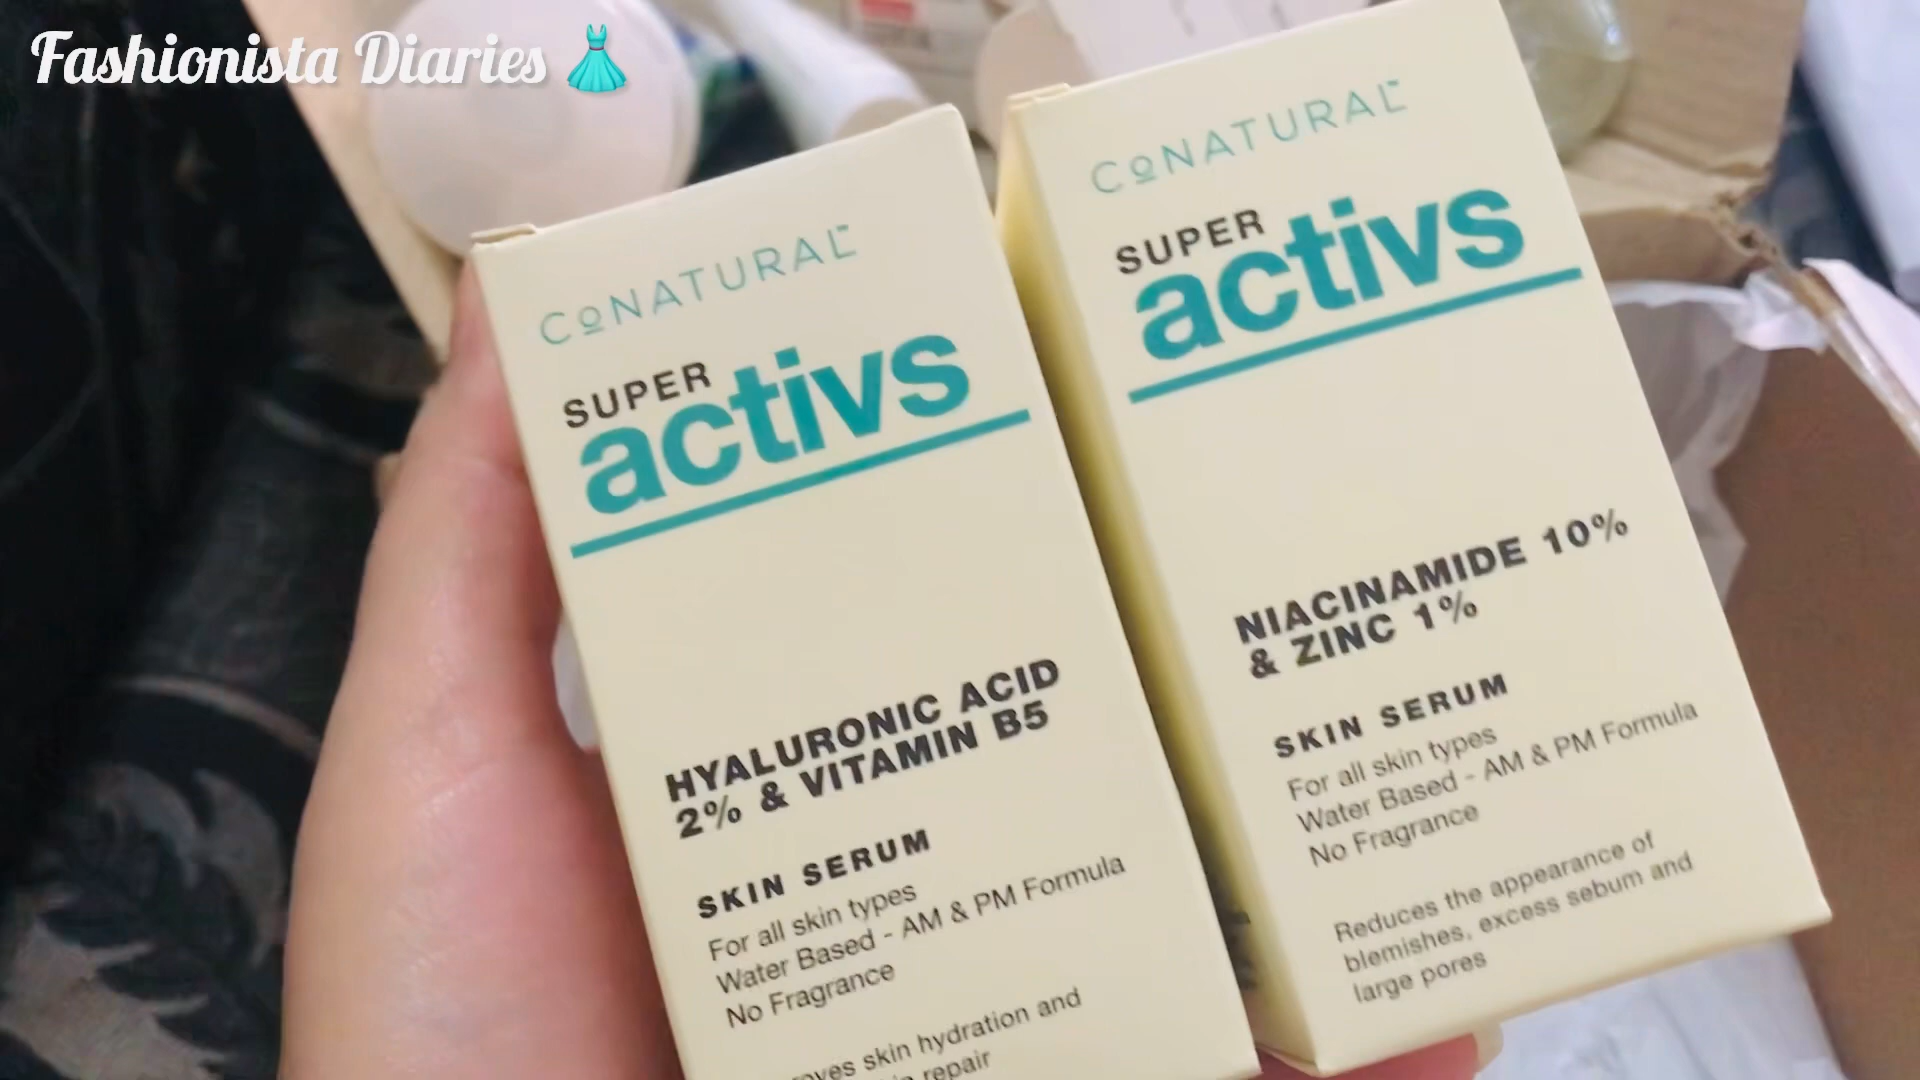 Fashionista Diaries 👗
CONATURAL
SUPER
activs
HYALURONIC ACID
2% & VITAMIN B5
SKIN SERUM
For all skin types
Water Based - AM & PM Formula
No Fragrance
skin hydration and
repair
CONATURAL
SUPER
activs
NIACINAMIDE 10%
& ZINC 1%
SKIN SERUM
For all skin types
Water Based - AM & PM Formula
No Fragrance
Reduces the appearance of
blemishes, excess sebum and
large pores